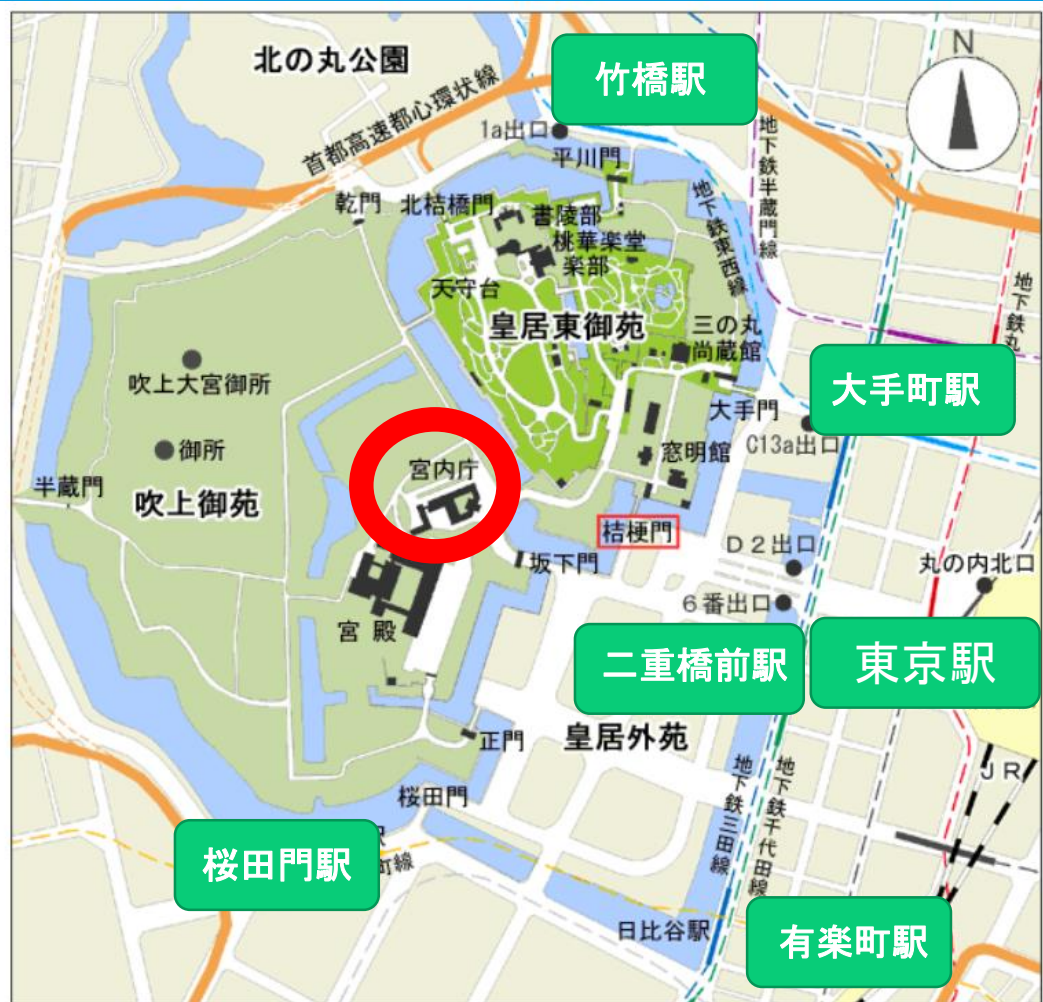 北の丸公園
竹橋駅
N
首都高速都心環状線
1a出口
平川門
地下鉄半蔵門線
乾門
北桔橋門
書陵部
桃華楽堂
楽部
地下鉄東西線
天守台
皇居東御苑
三の丸
尚蔵館
地下鉄丸
吹上大宮御所
大手町駅
大手門
C13a出口
御所
宮内庁
窓明館
半蔵門
吹上御苑
桔梗門
D2出口
坂下門
丸の内北口
6番出口
宮殿
二重橋前駅
東京駅
正門
皇居外苑
JR
桜田門
地下鉄三田線
地下鉄千代田線
桜田門駅
町線
日比谷駅
有楽町駅